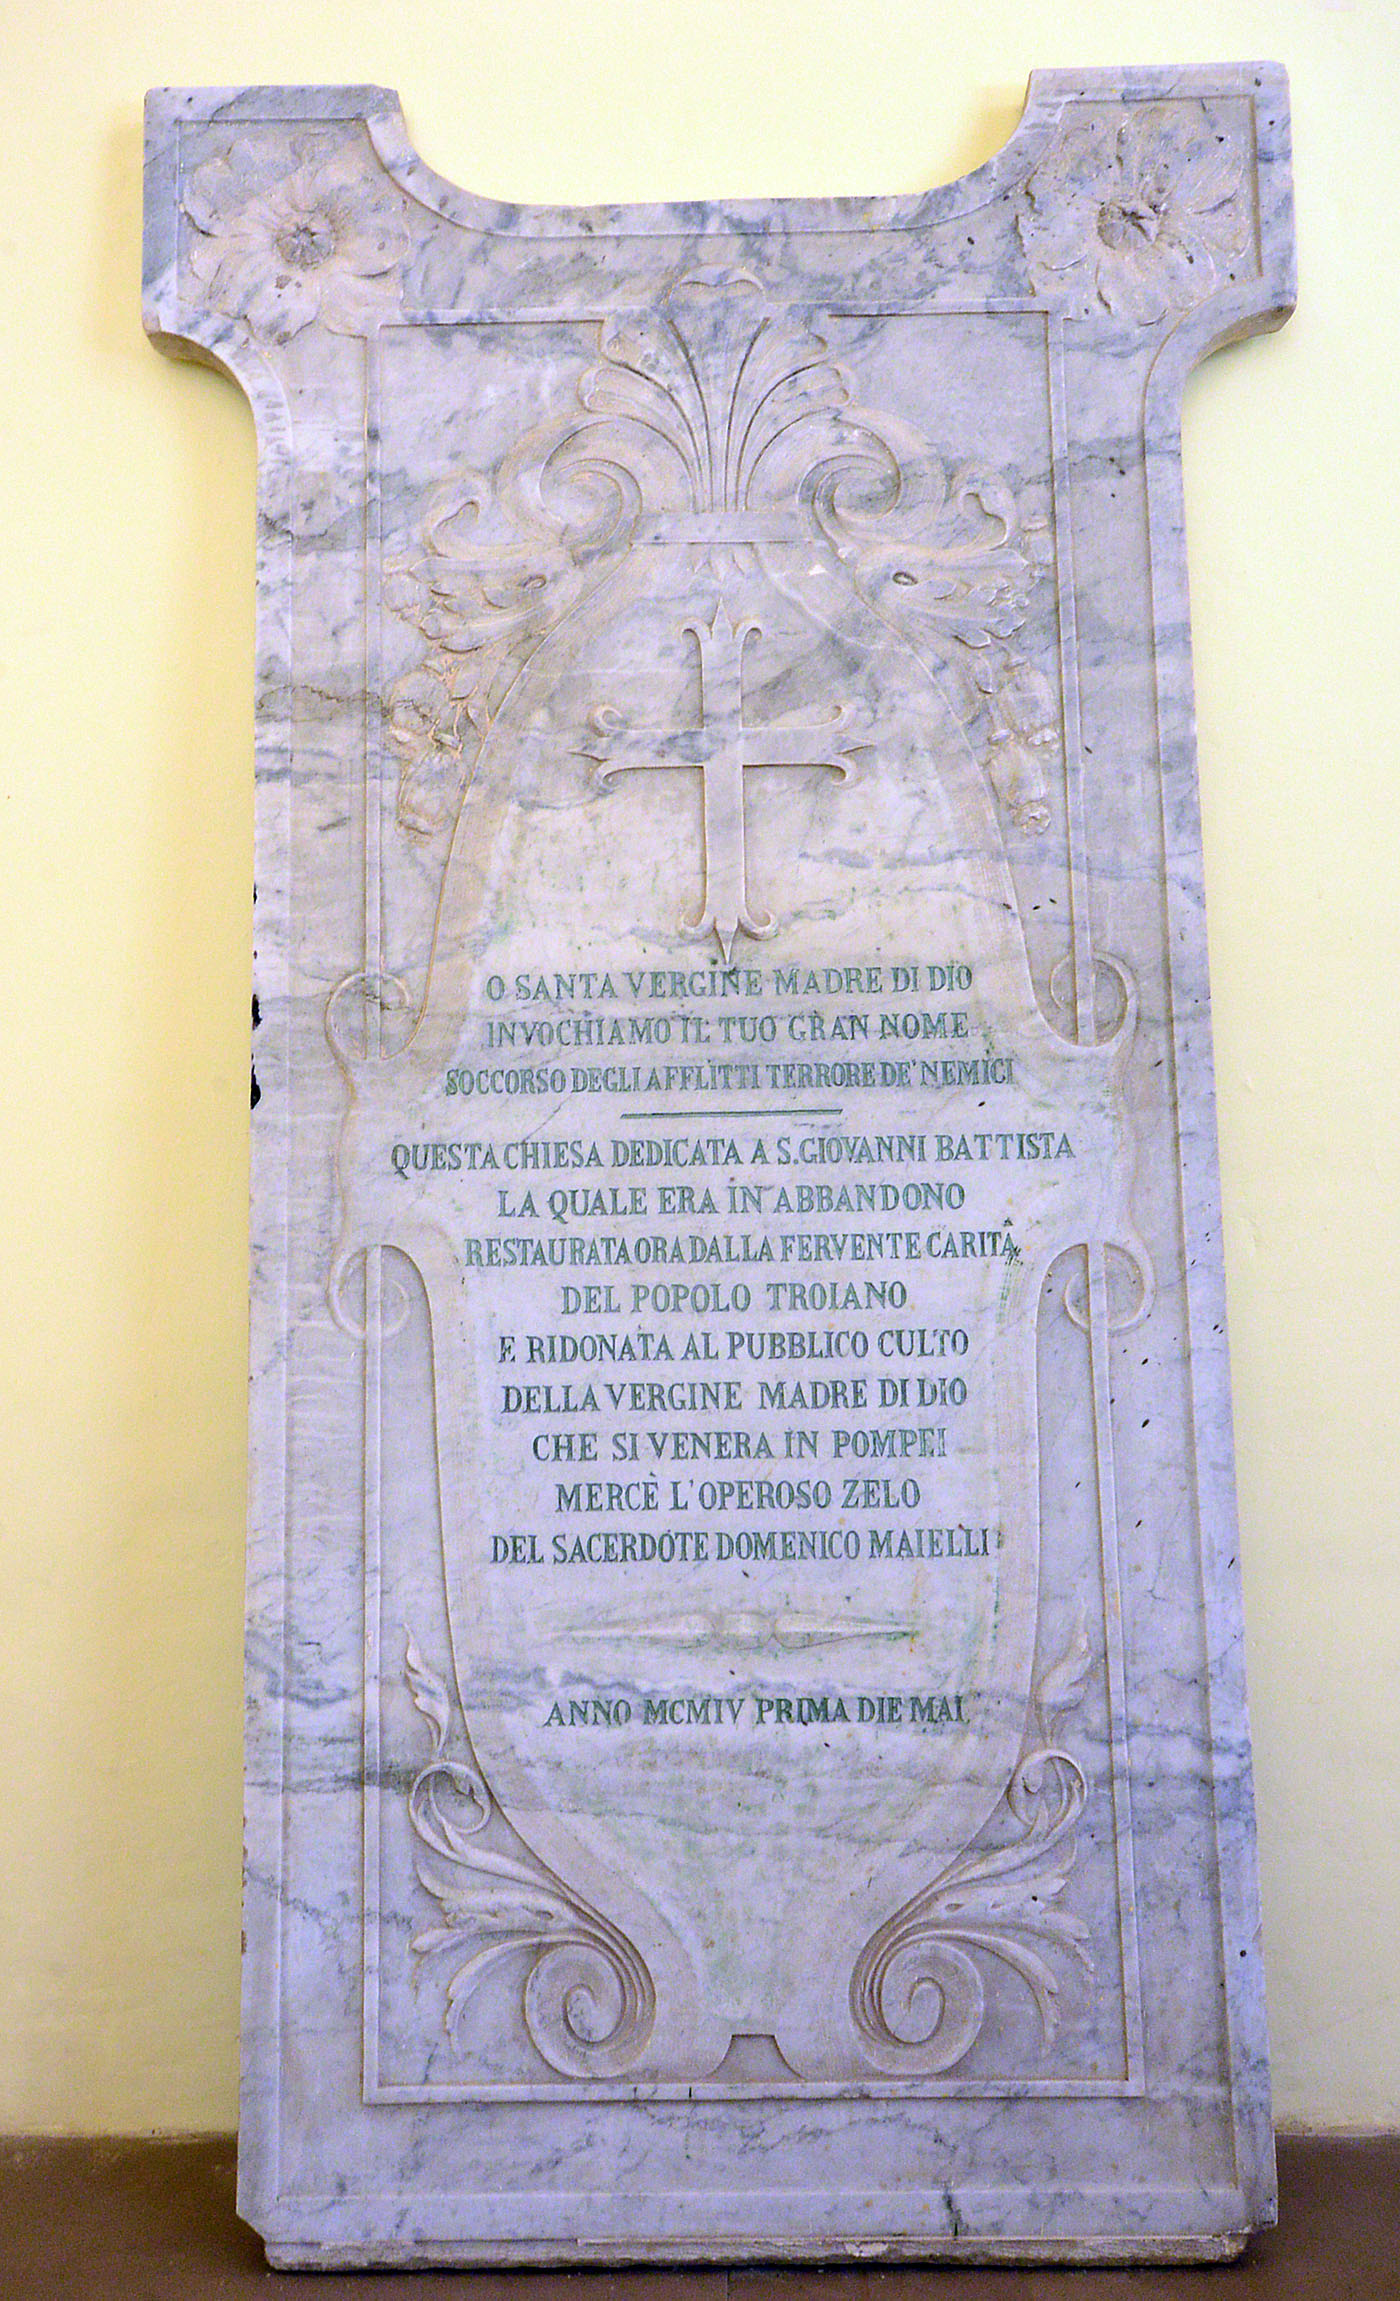 O SANTA VERGINE MADRE DI DIO
INVOCHIAMO IL TUO GRAN NOME
SOCCORSO DEGLI AFFLITTI TERRORE DE' NEMICI
QUESTA CHIESA DEDICATA A S. GIOVANNI BATTISTA
LA QUALE ERA IN ABBANDONO
RESTAURATA ORA DALLA FERVENTE CARITÀ
DEL POPOLO TROIANO
E RIDONATA AL PUBBLICO CULTO
DELLA VERGINE MADRE DI DIO
CHE SI VENERA IN POMPEI
MERCÈ L'OPEROSO ZELO
DEL SACERDOTE DOMENICO MAIELLI
ANNO MCMIV PRIMA DIE MAI